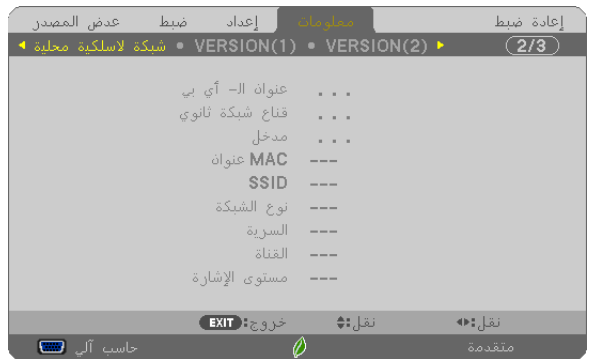 عدض المصدر ضبط إعداد معلومات إعادة ضبط
شبكة لاسلكية محلية VERSION(1) VERSION(2) 2/3
عنوان الـ- آي بي . . .
قناع شبكة ثانوي . . .
مدخل . . .
عنوان MAC ---
SSID ---
نوع الشبكة ---
السرية ---
القناة ---
مستوى الإشارة ---
EXIT:خروج نقل: نقل:
حاسب آلي متقدمة